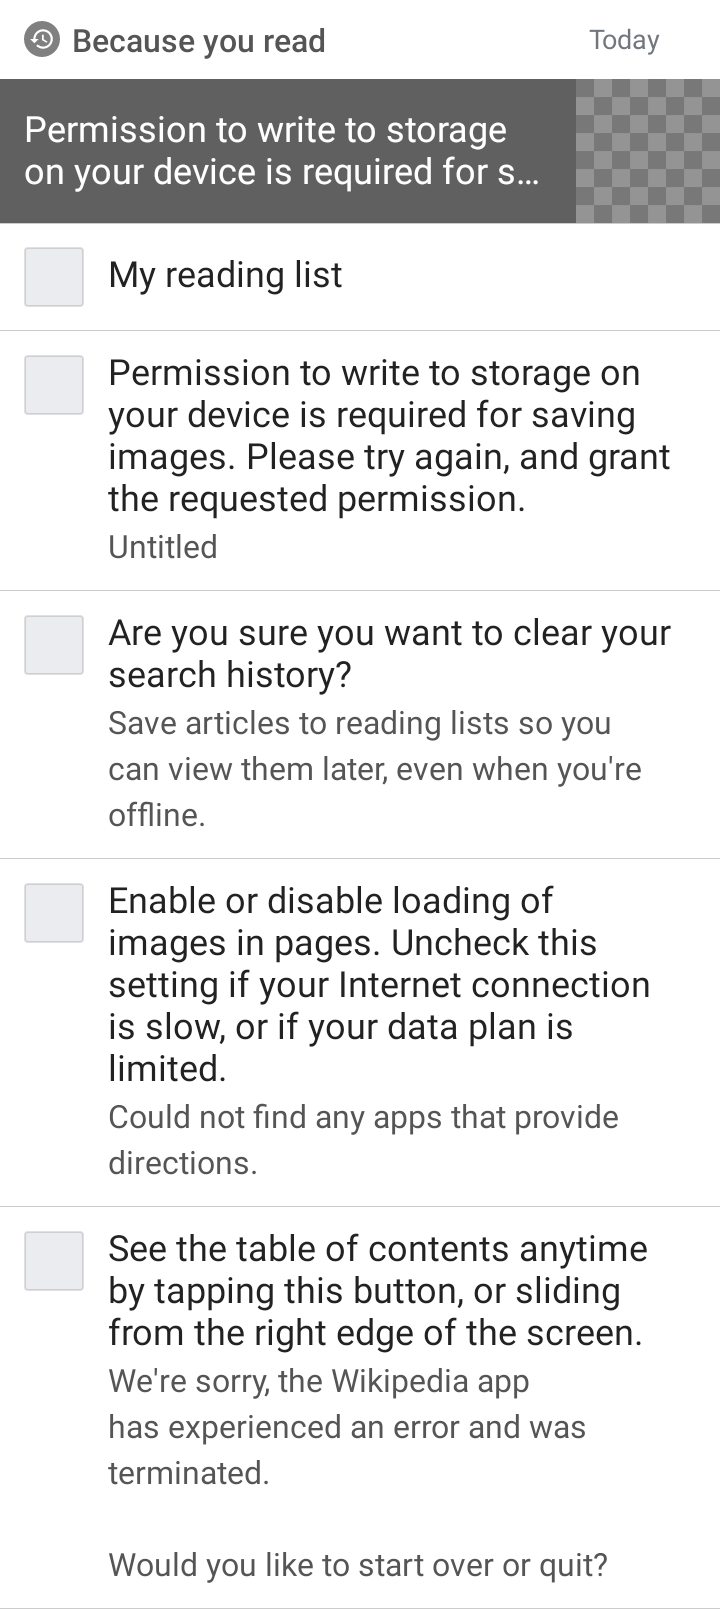 Because you read
Today
Permission to write to storage
on your device is required for s...
My reading list
Permission to write to storage on
your device is required for saving
images. Please try again, and grant
the requested permission.
Untitled
Are you sure you want to clear your
search history?
Save articles to reading lists so you
can view them later, even when you're
offline.
Enable or disable loading of
images in pages. Uncheck this
setting if your Internet connection
is slow, or if your data plan is
limited.
Could not find any apps that provide
directions.
See the table of contents anytime
by tapping this button, or sliding
from the right edge of the screen.
We're sorry, the Wikipedia app
has experienced an error and was
terminated.
Would you like to start over or quit?